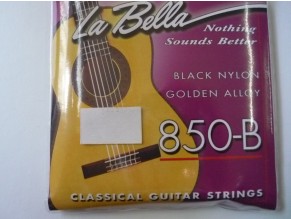 La Bella
Nothing
Sounds Better
BLACK NYLON
GOLDEN ALLOY
850-B
CLASSICAL GUITAR STRINGS